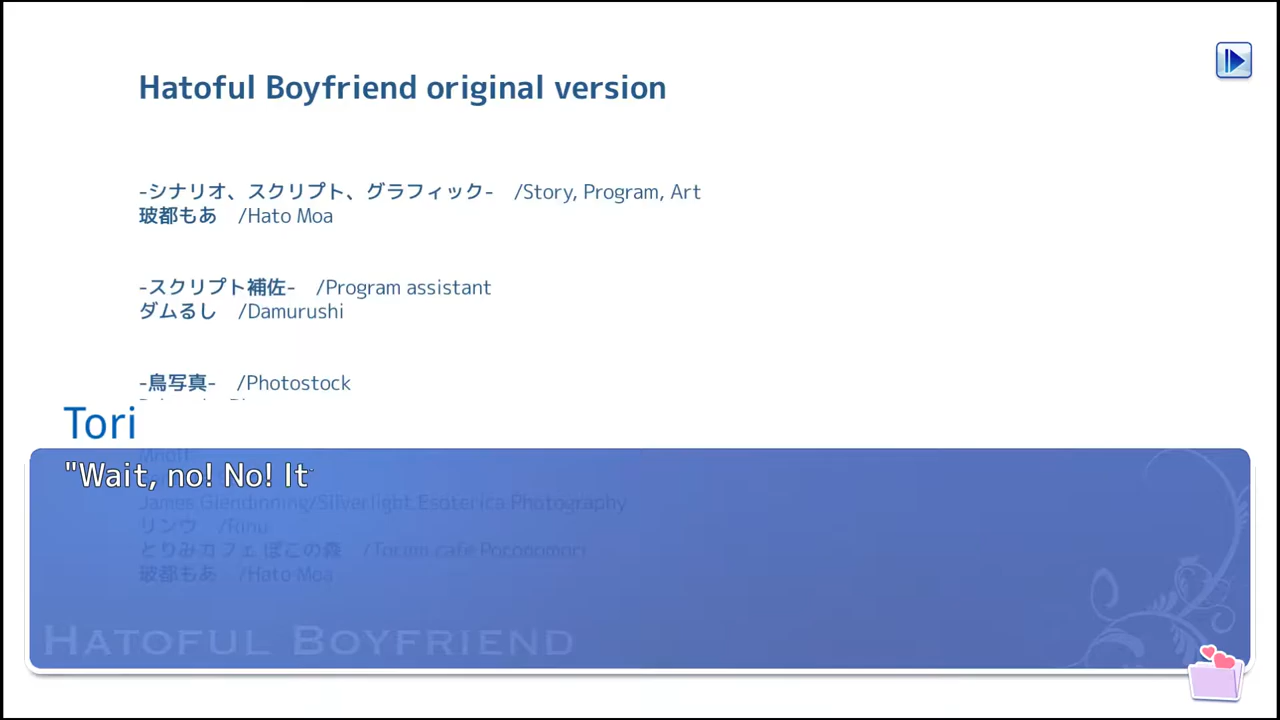 Hatoful Boyfriend original version
-シナリオ、スクリプト、グラフィック- /Story, Program, Art
玻都もあ /Hato Moa
-スクリプト補佐- /Program assistant
ダムるし /Damurushi
-鳥写真- /Photostock
Tori
"Wait, no! No! It
James Glendinning/Silverlight Esoterica Photography
リンウ /Rinu
とりみカフェ ぽこの森 /Torimi cafe Poconomori
玻都もあ /Hato Moa
HATOFUL BOYFRIEND